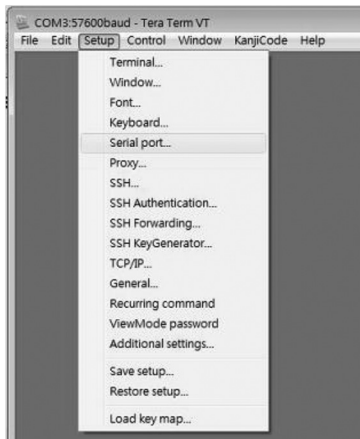 COM3:57600baud - Tera Term VT
File Edit Setup Control Window KanjiCode Help
Terminal...
Window...
Font...
Keyboard...
Serial port...
Proxy...
SSH...
SSH Authentication...
SSH Forwarding...
SSH KeyGenerator...
TCP/IP...
General...
Recurring command
ViewMode password
Additional settings...
Save setup...
Restore setup...
Load key map...